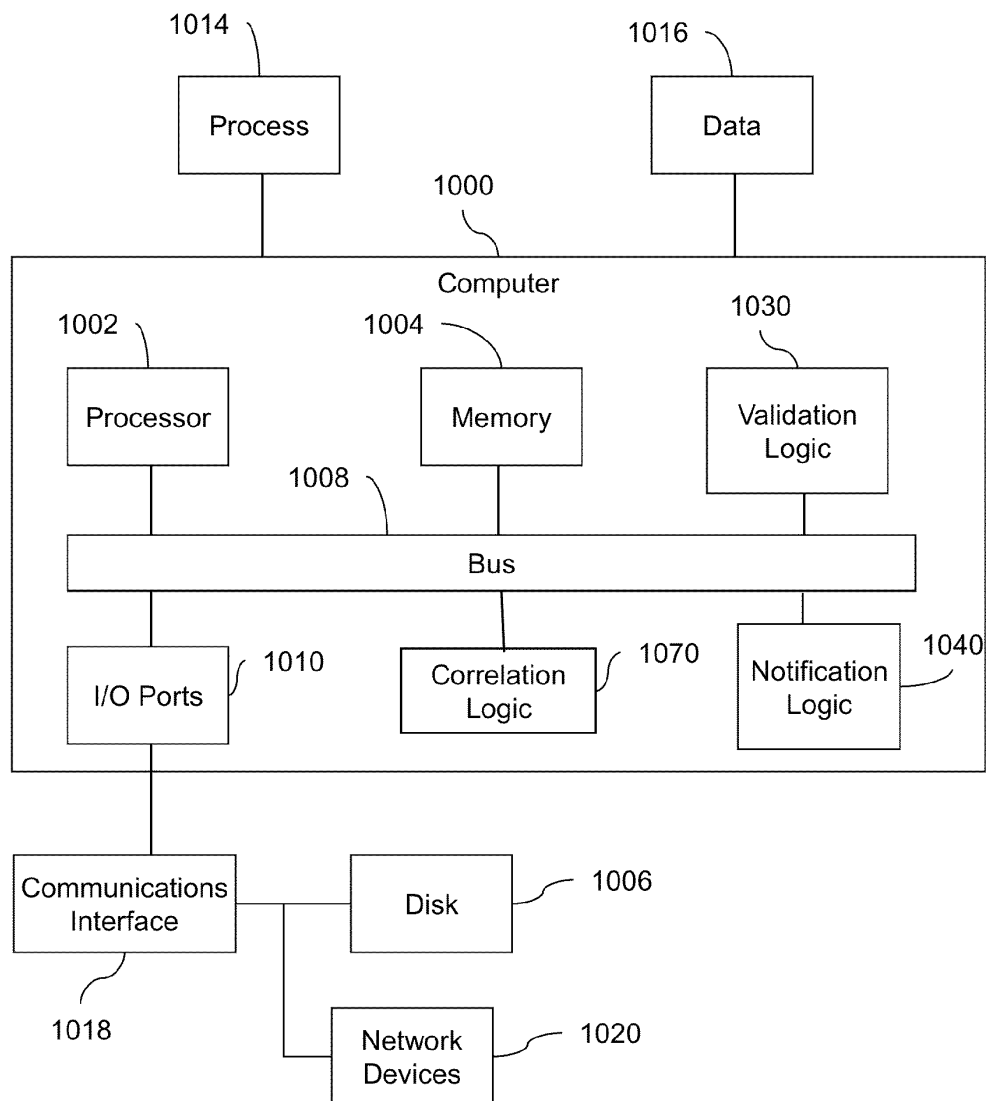 1014
1016
Process
Data
1000
Computer
1002
1004
1030
Processor
Memory
Validation
Logic
1008
Bus
I/O Ports
1010
Correlation
Logic
1070
Notification
Logic
1040
Communications
Interface
Disk
1006
1018
Network
Devices
1020